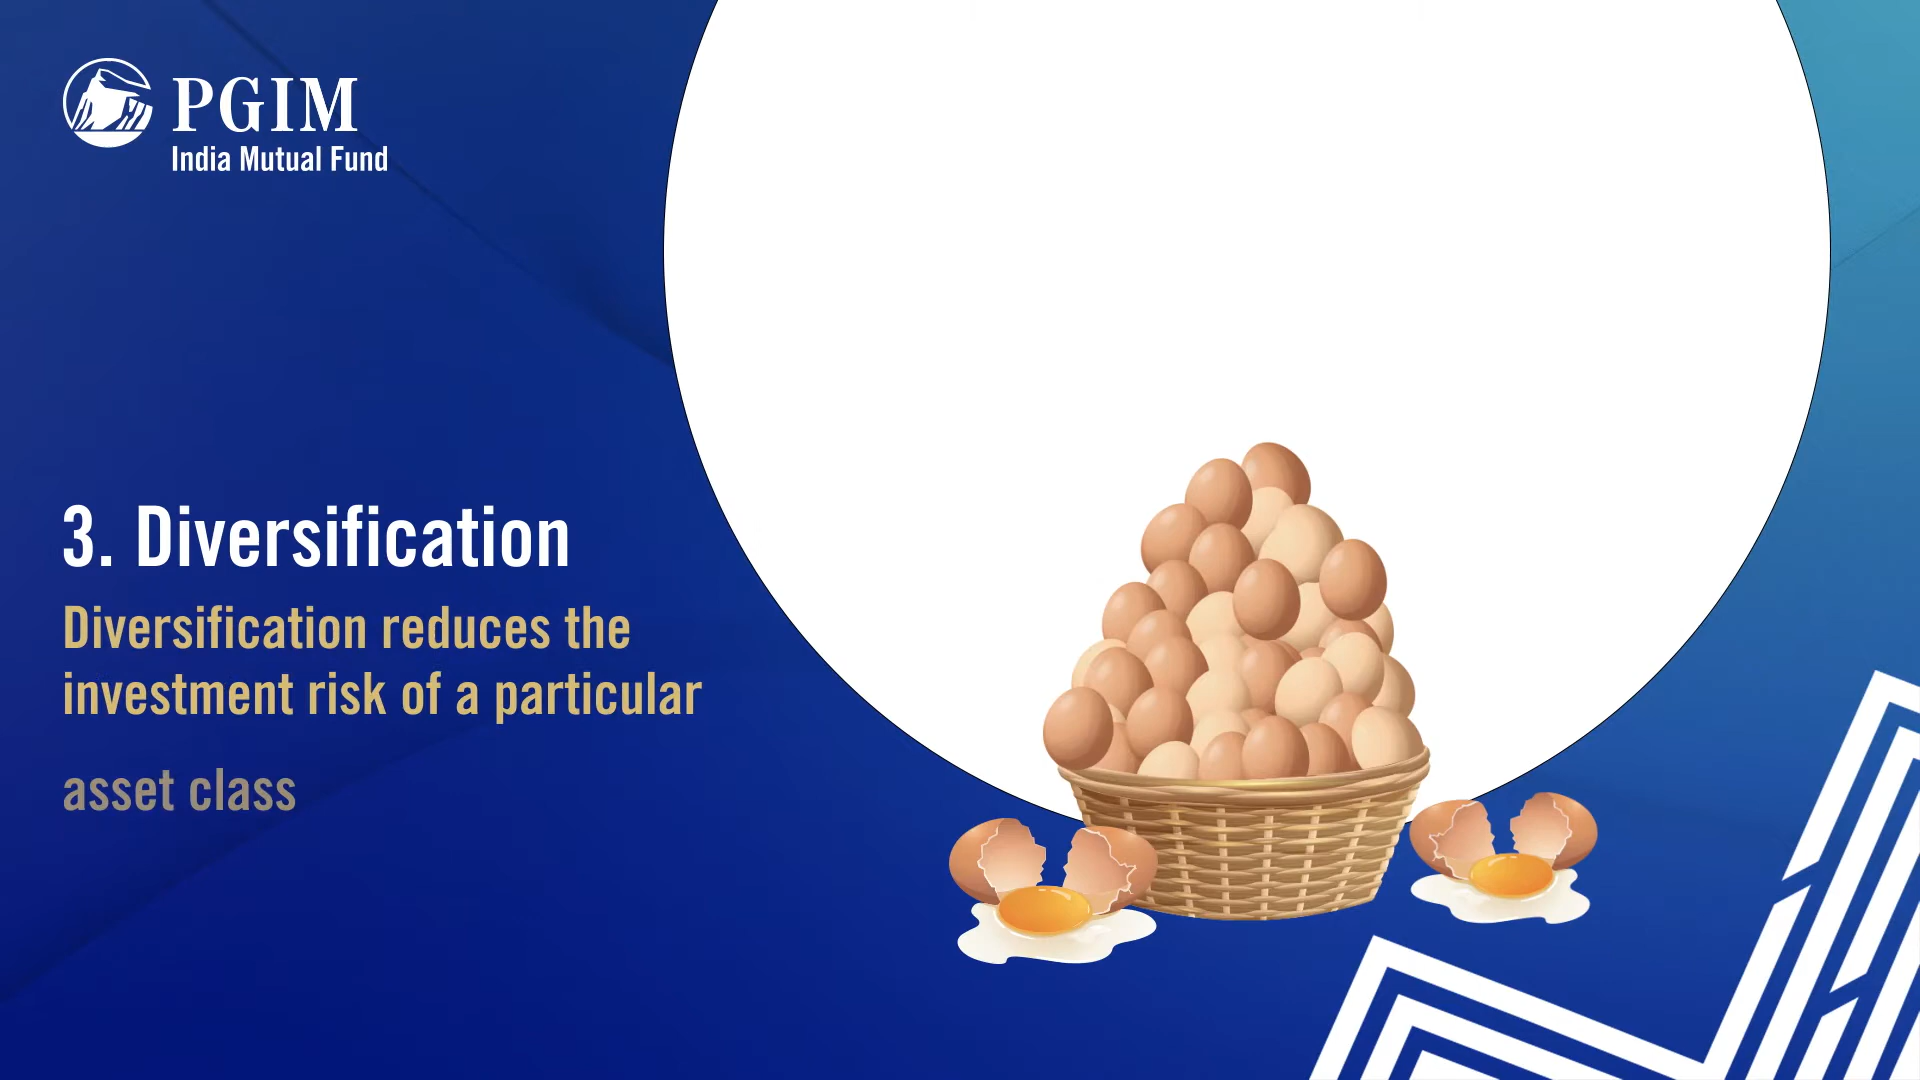 PGIM
India Mutual Fund
3. Diversification
Diversification reduces the
investment risk of a particular
asset class